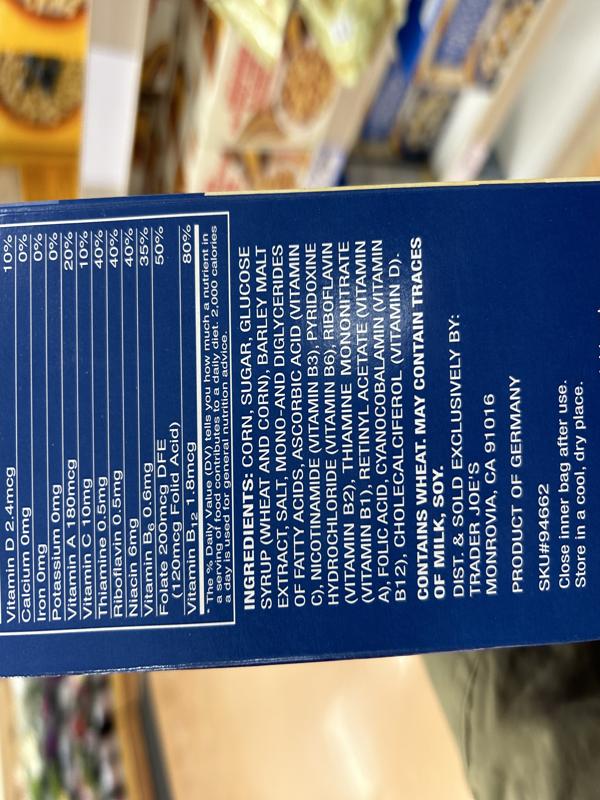 Vitamin D 2.4mcg 10%
Calcium 0mg 0%
Iron 0mg 0%
Potassium 0mg 0%
Vitamin A 180mcg 20%
Vitamin C 10mg 10%
Thiamine 0.5mg 40%
Riboflavin 0.5mg 40%
Niacin 6mg 40%
Vitamin B6 0.6mg 35%
Folate 200mcg DFE 50%
(120mcg Folid Acid)
Vitamin B12 1.8mcg 80%
*The % Daily Value (DV) tells you how much a nutrient in
a serving of food contributes to a daily diet. 2,000 calories
a day is used for general nutrition advice.
INGREDIENTS: CORN, SUGAR, GLUCOSE
SYRUP (WHEAT AND CORN), BARLEY MALT
EXTRACT, SALT, MONO-AND DIGLYCERIDES
OF FATTY ACIDS, ASCORBIC ACID (VITAMIN
C), NICOTINAMIDE (VITAMIN B3), PYRIDOXINE
HYDROCHLORIDE (VITAMIN B6), RIBOFLAVIN
(VITAMIN B2), THIAMINE MONONITRATE
(VITAMIN B1), RETINYL ACETATE (VITAMIN
A), FOLIC ACID, CYANOCOBALAMIN (VITAMIN
B12), CHOLECALCIFEROL (VITAMIN D).
CONTAINS WHEAT. MAY CONTAIN TRACES
OF MILK, SOY.
DIST. & SOLD EXCLUSIVELY BY:
TRADER JOE'S
MONROVIA, CA 91016
PRODUCT OF GERMANY
SKU#94662
Close inner bag after use.
Store in a cool, dry place.